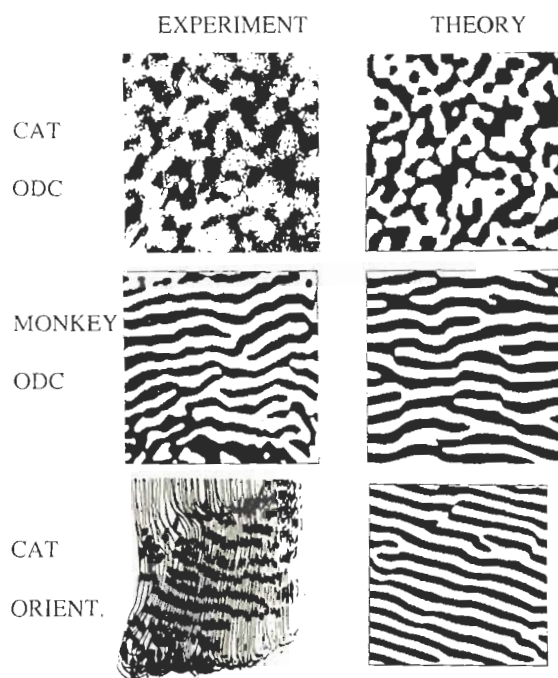 EXPERIMENT THEORY
CAT
ODC
MONKEY
ODC
CAT
ORIENT.